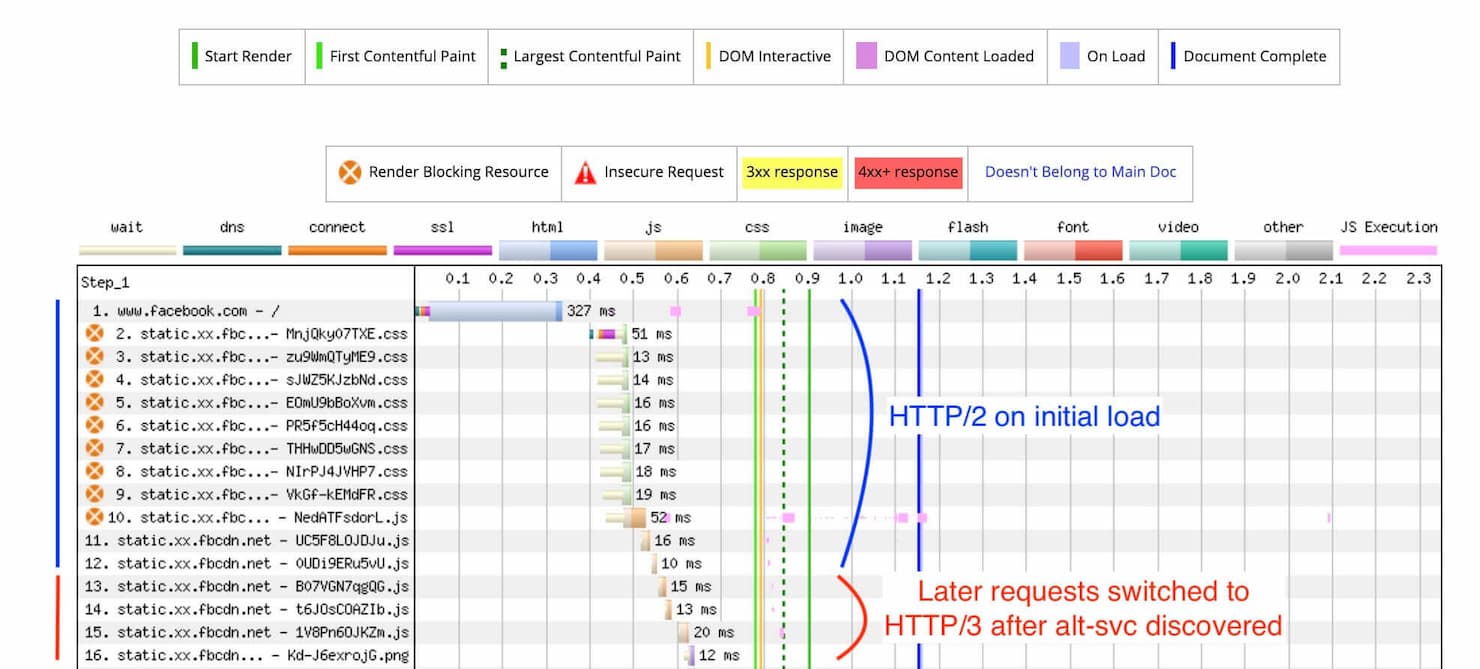 Start Render First Contentful Paint Largest Contentful Paint DOM Interactive DOM Content Loaded On Load Document Complete
Render Blocking Resource Insecure Request 3xx response 4xx+ response Doesn't Belong to Main Doc
wait dns connect ssl html js css image flash font video other JS Execution
Step_1 0.1 0.2 0.3 0.4 0.5 0.6 0.7 0.8 0.9 1.0 1.1 1.2 1.3 1.4 1.5 1.6 1.7 1.8 1.9 2.0 2.1 2.2 2.3
1. www.facebook.com - / 327 ms
2. static.xx.fbc...- MnjQky07TXE.css 51 ms
3. static.xx.fbc...- zu9WmQTyME9.css 13 ms
4. static.xx.fbc...- sJWZ5KJzbNd.css 14 ms
5. static.xx.fbc...- EOmU9bBoXvm.css 16 ms
6. static.xx.fbc...- PR5f5cH44oq.css 16 ms
7. static.xx.fbc...- THHwDD5wGNS.css 17 ms
8. static.xx.fbc...- NIrPJ4JVHP7.css 18 ms
9. static.xx.fbc...- VkGf-kEMdFR.css 19 ms
10. static.xx.fbc... - NedATFsdorL.js 52 ms
11. static.xx.fbcdn.net - UC5F8LOJDJu.js 16 ms
12. static.xx.fbcdn.net - OUDi9ERu5vU.js 10 ms
13. static.xx.fbcdn.net - B07VGN7qgQG.js 15 ms
14. static.xx.fbcdn.net - t6JOsCOAZIb.js 13 ms
15. static.xx.fbcdn.net - 1V8Pn6OJKZm.js 20 ms
16. static.xx.fbcdn... - Kd-J6exrojG.png 12 ms
HTTP/2 on initial load
Later requests switched to
HTTP/3 after alt-svc discovered